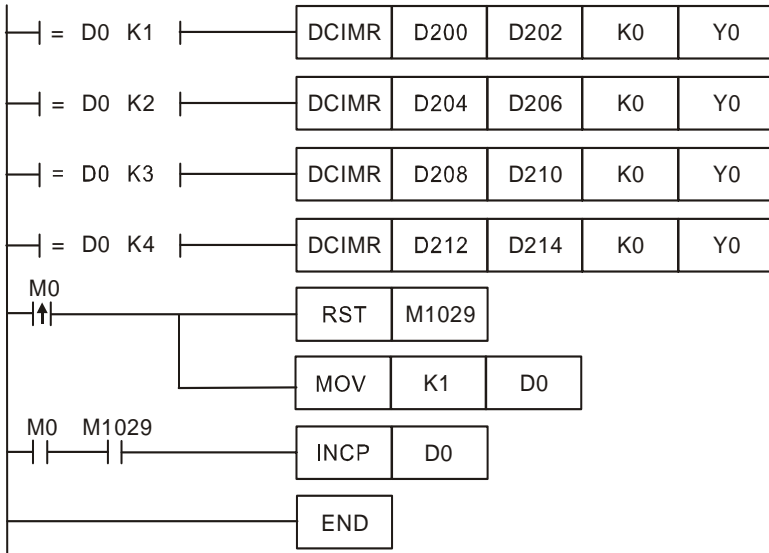 = D0 K1 DCIMR D200 D202 K0 Y0
= D0 K2 DCIMR D204 D206 K0 Y0
= D0 K3 DCIMR D208 D210 K0 Y0
= D0 K4 DCIMR D212 D214 K0 Y0
M0
RST M1029
MOV K1 D0
M0 M1029
INCP D0
END